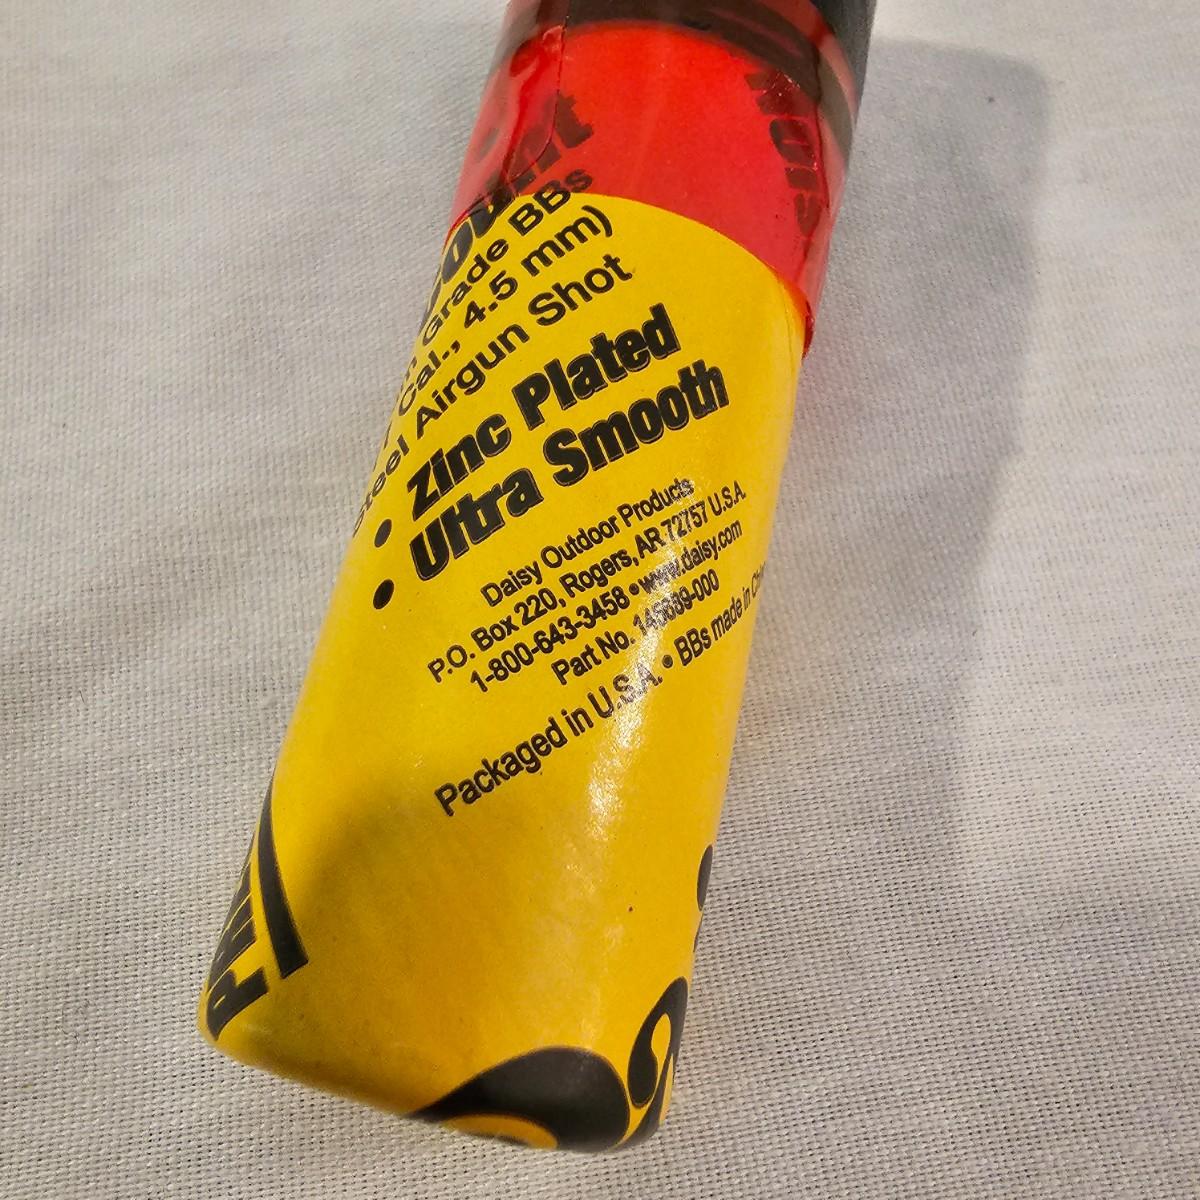 Grade BBs
Cal., 4.5 mm)
Steel Airgun Shot
• Zinc Plated
• Ultra Smooth
Daisy Outdoor Products
P.O. Box 220, Rogers, AR 72757 U.S.A.
1-800-643-3458 • www.daisy.com
Part No.
Packaged in U.S.A. • BBs made in